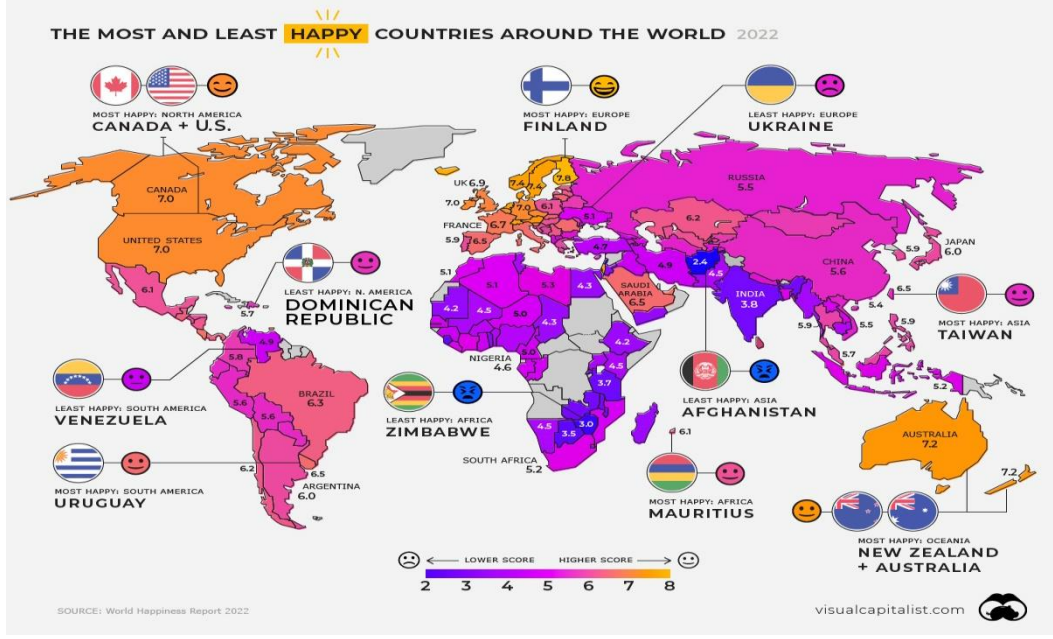 THE MOST AND LEAST HAPPY COUNTRIES AROUND THE WORLD 2022
MOST HAPPY: NORTH AMERICA
CANADA + U.S.
MOST HAPPY: EUROPE
FINLAND
LEAST HAPPY: EUROPE
UKRAINE
CANADA
7.0
UNITED STATES
7.0
6.1
LEAST HAPPY: N. AMERICA
DOMINICAN
REPUBLIC
5.7
UK 6.9
7.0
7.4
7.4
7.8
7.0
6.1
5.1
FRANCE
6.7
5.9
6.5
RUSSIA
5.5
6.2
4.7
4.9
2.4
4.5
CHINA
5.6
5.9
JAPAN
6.0
INDIA
3.8
SAUDI
ARABIA
6.5
5.1
5.1
5.3
4.3
4.2
4.5
5.0
4.3
4.2
NIGERIA
4.6
5.0
4.5
3.7
4.5
3.5
3.0
SOUTH AFRICA
5.2
6.1
5.4
6.5
MOST HAPPY: ASIA
TAIWAN
5.9
5.5
5.9
5.7
5.2
LEAST HAPPY: ASIA
AFGHANISTAN
LEAST HAPPY: AFRICA
ZIMBABWE
MOST HAPPY: AFRICA
MAURITIUS
4.9
5.8
5.6
5.6
BRAZIL
6.3
6.2
6.5
ARGENTINA
6.0
LEAST HAPPY: SOUTH AMERICA
VENEZUELA
MOST HAPPY: SOUTH AMERICA
URUGUAY
AUSTRALIA
7.2
7.2
MOST HAPPY: OCEANIA
NEW ZEALAND
+ AUSTRALIA
LOWER SCORE HIGHER SCORE
2 3 4 5 6 7 8
SOURCE: World Happiness Report 2022
visualcapitalist.com